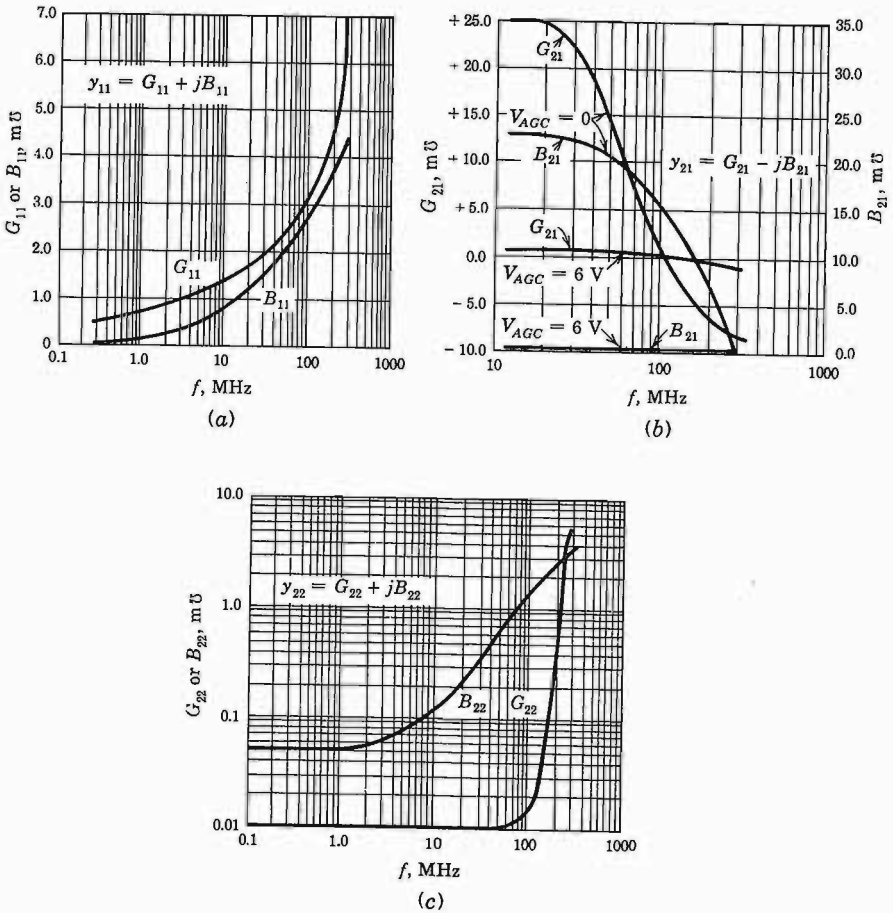 7.0
6.0
5.0
4.0
3.0
2.0
1.0
0
G₁₁ or B₁₁, m℧
y₁₁ = G₁₁ + jB₁₁
G₁₁
B₁₁
0.1
1.0
10
100
1000
f, MHz
(a)
+ 25.0
+ 20.0
+ 15.0
+ 10.0
+ 5.0
0.0
− 5.0
− 10.0
G₂₁, m℧
G₂₁
V_AGC = 0
B₂₁
y₂₁ = G₂₁ − jB₂₁
G₂₁
V_AGC = 6 V
V_AGC = 6 V
B₂₁
35.0
30.0
25.0
20.0
15.0
10.0
5.0
0.0
B₂₁, m℧
10
100
1000
f, MHz
(b)
10.0
1.0
0.1
0.01
G₂₂ or B₂₂, m℧
y₂₂ = G₂₂ + jB₂₂
B₂₂
G₂₂
0.1
1.0
10
100
1000
f, MHz
(c)